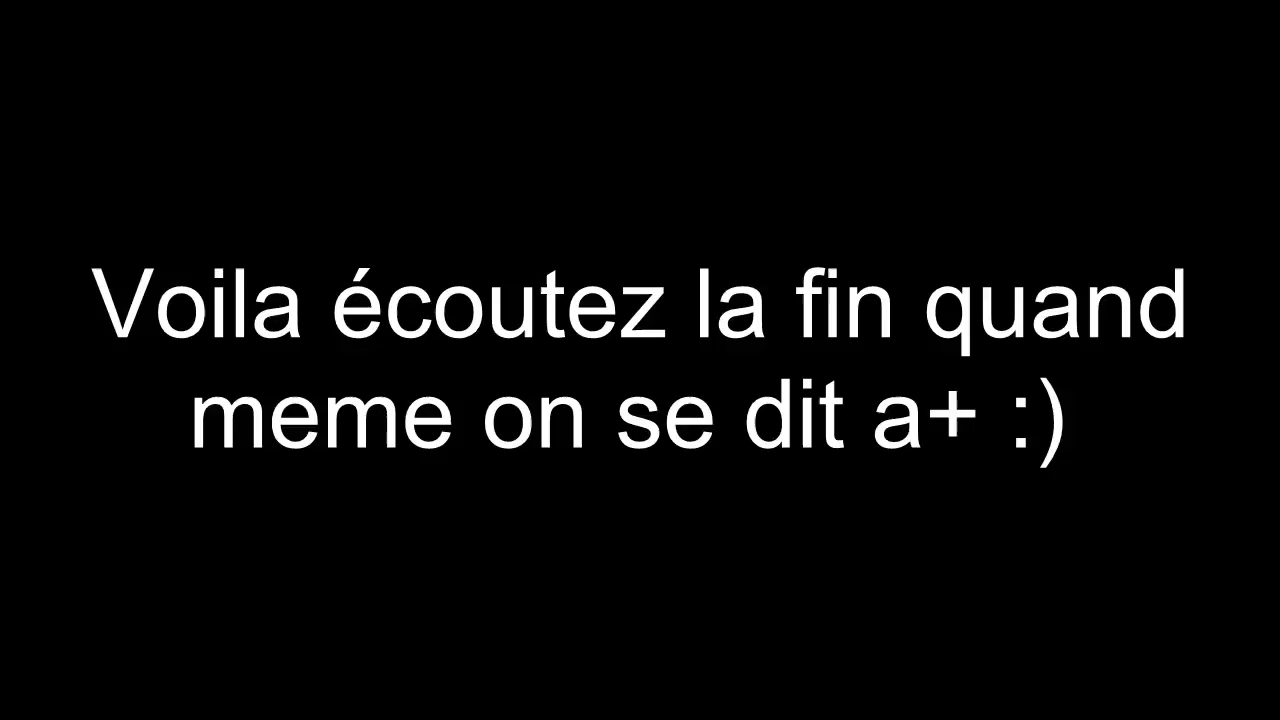 Voila écoutez la fin quand
meme on se dit a+ :)